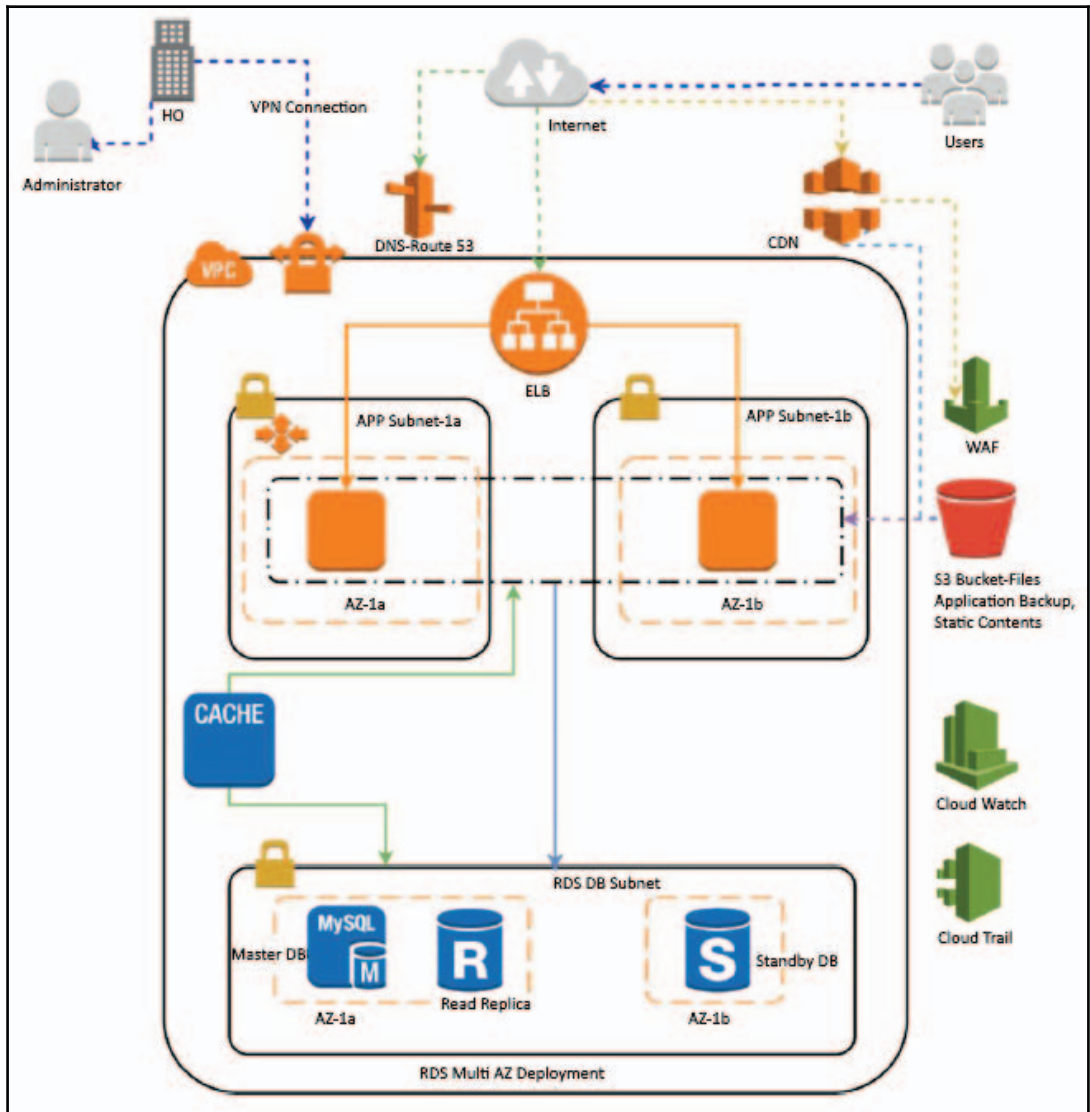 HO
VPN Connection
Internet
Users
Administrator
DNS-Route 53
CDN
VPC
ELB
APP Subnet-1a
APP Subnet-1b
WAF
AZ-1a
AZ-1b
S3 Bucket-Files
Application Backup,
Static Contents
CACHE
Cloud Watch
RDS DB Subnet
MySQL
M
R
S
Master DB
Standby DB
Read Replica
Cloud Trail
AZ-1a
AZ-1b
RDS Multi AZ Deployment